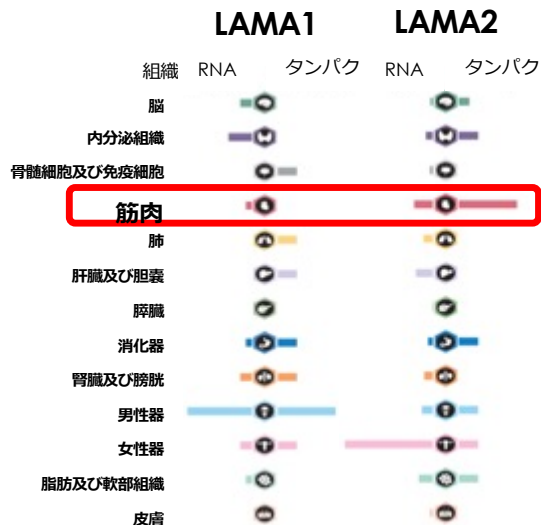 LAMA1 LAMA2
組織 RNA タンパク RNA タンパク
脳
内分泌組織
骨髄細胞及び免疫細胞
筋肉
肺
肝臓及び胆嚢
膵臓
消化器
腎臓及び膀胱
男性器
女性器
脂肪及び軟部組織
皮膚